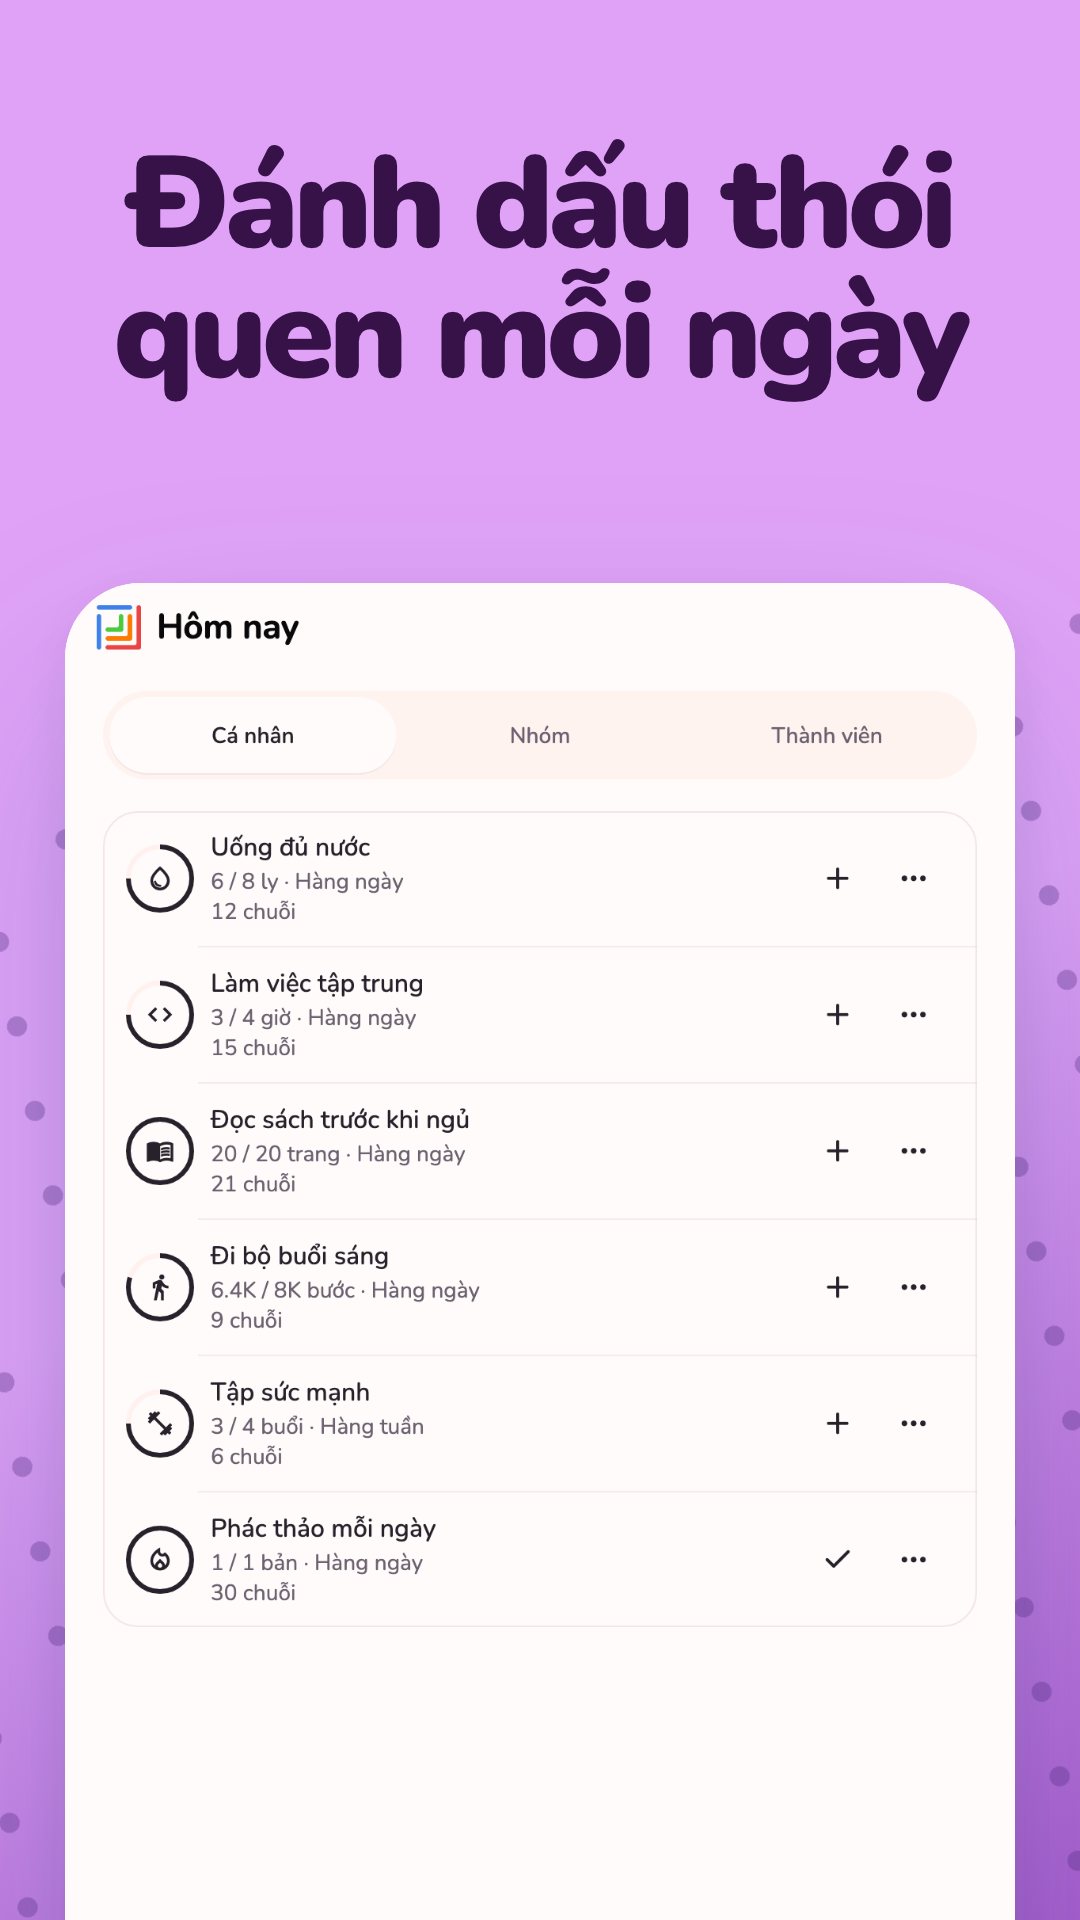 Đánh dấu thói
quen mỗi ngày
Hôm nay
Cá nhân
Nhóm
Thành viên
Uống đủ nước
6 / 8 ly · Hàng ngày
12 chuỗi
Làm việc tập trung
3 / 4 giờ · Hàng ngày
15 chuỗi
Đọc sách trước khi ngủ
20 / 20 trang · Hàng ngày
21 chuỗi
Đi bộ buổi sáng
6.4K / 8K bước · Hàng ngày
9 chuỗi
Tập sức mạnh
3 / 4 buổi · Hàng tuần
6 chuỗi
Phác thảo mỗi ngày
1 / 1 bản · Hàng ngày
30 chuỗi